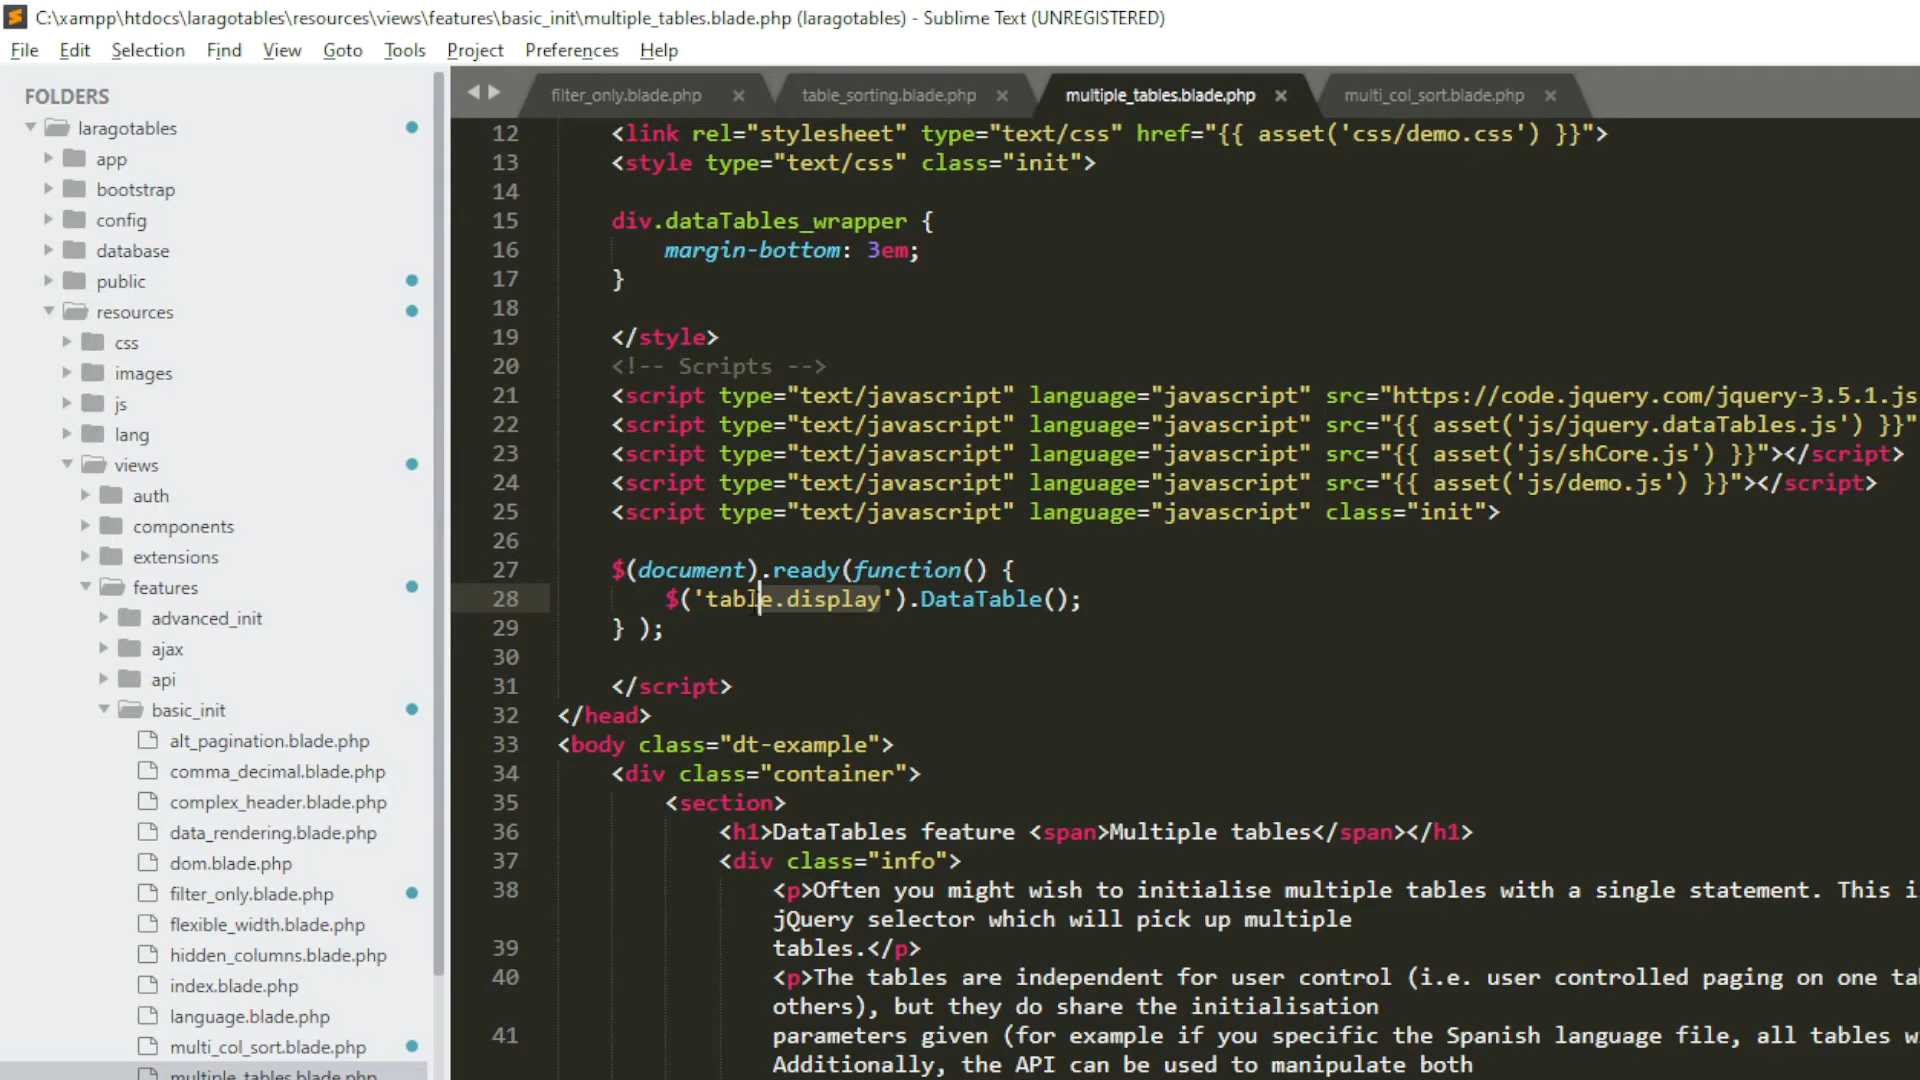 C:\xampp\htdocs\laragotables\resources\views\features\basic_init\multiple_tables.blade.php (laragotables) - Sublime Text (UNREGISTERED)
File Edit Selection Find View Goto Tools Project Preferences Help
FOLDERS
laragotables
app
bootstrap
config
database
public
resources
css
images
js
lang
views
auth
components
extensions
features
advanced_init
ajax
api
basic_init
alt_pagination.blade.php
comma_decimal.blade.php
complex_header.blade.php
data_rendering.blade.php
dom.blade.php
filter_only.blade.php
flexible_width.blade.php
hidden_columns.blade.php
index.blade.php
language.blade.php
multi_col_sort.blade.php
multiple_tables.blade.php
filter_only.blade.php table_sorting.blade.php multiple_tables.blade.php multi_col_sort.blade.php
12 <link rel="stylesheet" type="text/css" href="{{ asset('css/demo.css') }}">
13 <style type="text/css" class="init">
14
15 div.dataTables_wrapper {
16 margin-bottom: 3em;
17 }
18
19 </style>
20 <!-- Scripts -->
21 <script type="text/javascript" language="javascript" src="https://code.jquery.com/jquery-3.5.1.js
22 <script type="text/javascript" language="javascript" src="{{ asset('js/jquery.dataTables.js') }}"
23 <script type="text/javascript" language="javascript" src="{{ asset('js/shCore.js') }}"></script>
24 <script type="text/javascript" language="javascript" src="{{ asset('js/demo.js') }}"></script>
25 <script type="text/javascript" language="javascript" class="init">
26
27 $(document).ready(function() {
28 $('table.display').DataTable();
29 } );
30
31 </script>
32 </head>
33 <body class="dt-example">
34 <div class="container">
35 <section>
36 <h1>DataTables feature <span>Multiple tables</span></h1>
37 <div class="info">
38 <p>Often you might wish to initialise multiple tables with a single statement. This i
jQuery selector which will pick up multiple
39 tables.</p>
40 <p>The tables are independent for user control (i.e. user controlled paging on one ta
others), but they do share the initialisation
41 parameters given (for example if you specific the Spanish language file, all tables w
Additionally, the API can be used to manipulate both